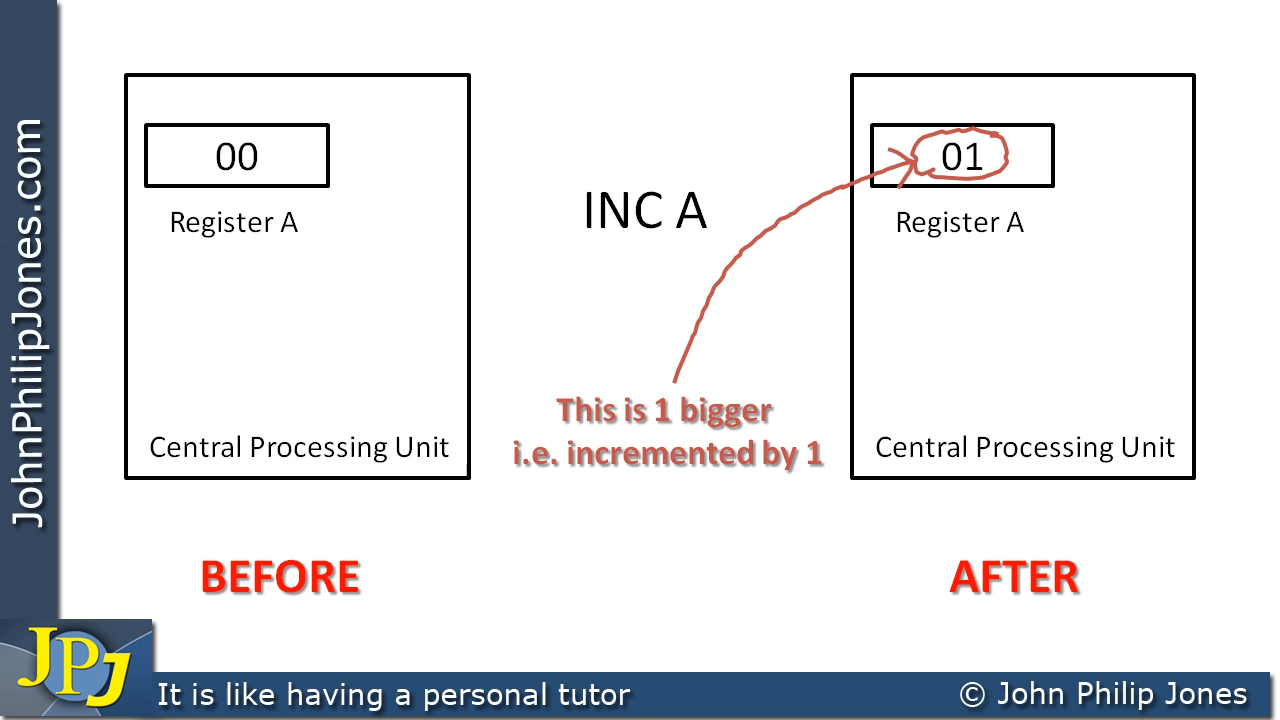 JohnPhilipJones.com
00
Register A
Central Processing Unit
BEFORE
INC A
This is 1 bigger
i.e. incremented by 1
01
Register A
Central Processing Unit
AFTER
JPJ
It is like having a personal tutor
© John Philip Jones